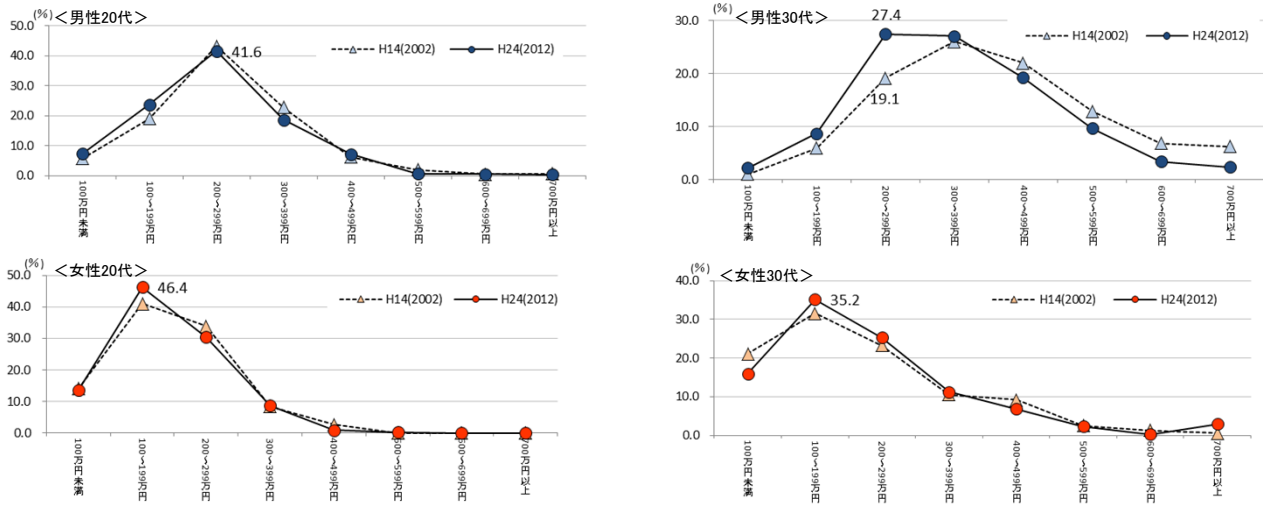 (%)
＜男性20代＞
50.0
40.0
30.0
20.0
10.0
0.0
41.6
H14(2002)
H24(2012)
100万円未満
100～199万円
200～299万円
300～399万円
400～499万円
500～599万円
600～699万円
700万円以上
(%)
＜男性30代＞
30.0
20.0
10.0
0.0
27.4
19.1
H14(2002)
H24(2012)
100万円未満
100～199万円
200～299万円
300～399万円
400～499万円
500～599万円
600～699万円
700万円以上
(%)
＜女性20代＞
50.0
40.0
30.0
20.0
10.0
0.0
46.4
H14(2002)
H24(2012)
100万円未満
100～199万円
200～299万円
300～399万円
400～499万円
500～599万円
600～699万円
700万円以上
(%)
＜女性30代＞
40.0
30.0
20.0
10.0
0.0
35.2
H14(2002)
H24(2012)
100万円未満
100～199万円
200～299万円
300～399万円
400～499万円
500～599万円
600～699万円
700万円以上